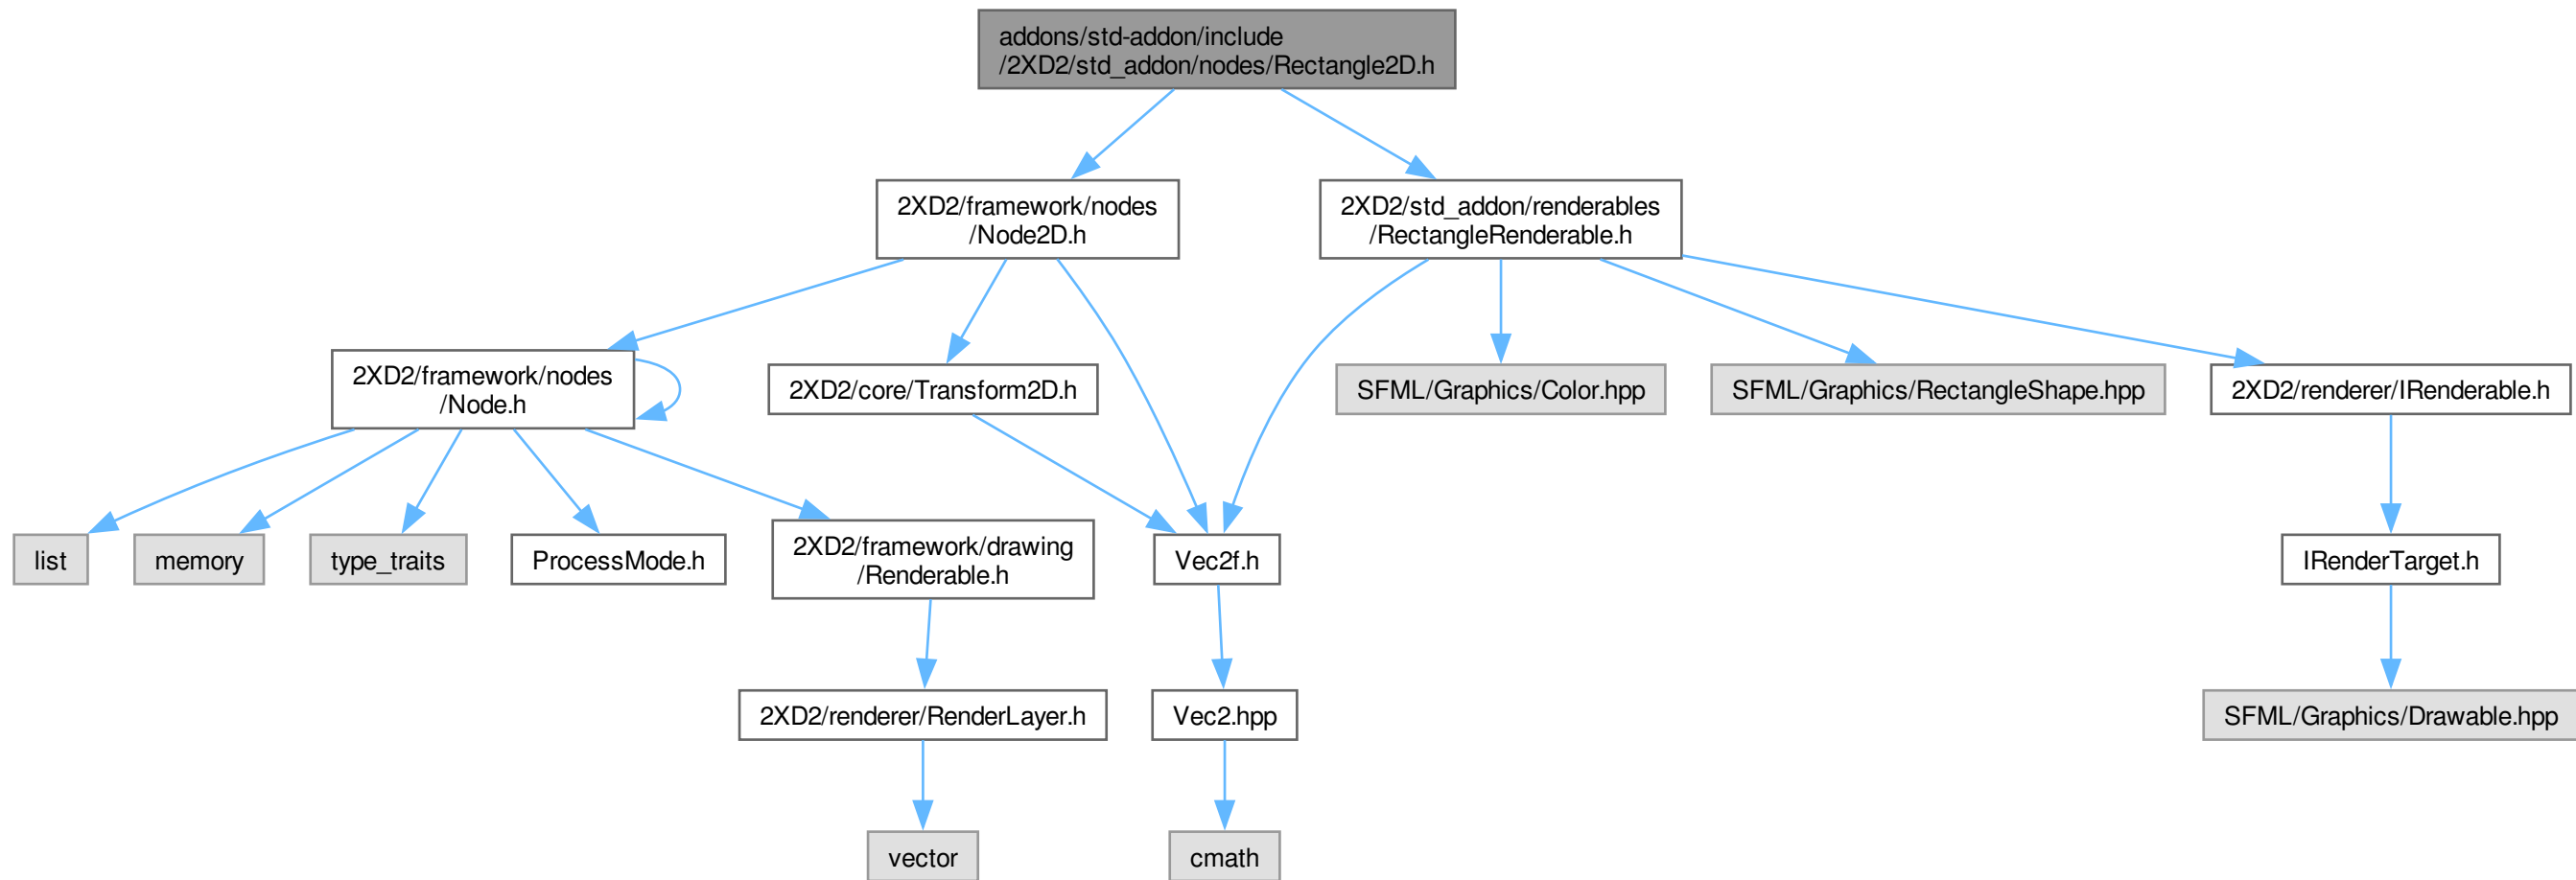 addons/std-addon/include
/2XD2/std_addon/nodes/Rectangle2D.h
2XD2/framework/nodes
/Node2D.h
2XD2/std_addon/renderables
/RectangleRenderable.h
2XD2/framework/nodes
/Node.h
2XD2/core/Transform2D.h
SFML/Graphics/Color.hpp
SFML/Graphics/RectangleShape.hpp
2XD2/renderer/IRenderable.h
list
memory
type_traits
ProcessMode.h
2XD2/framework/drawing
/Renderable.h
Vec2f.h
IRenderTarget.h
2XD2/renderer/RenderLayer.h
Vec2.hpp
SFML/Graphics/Drawable.hpp
vector
cmath